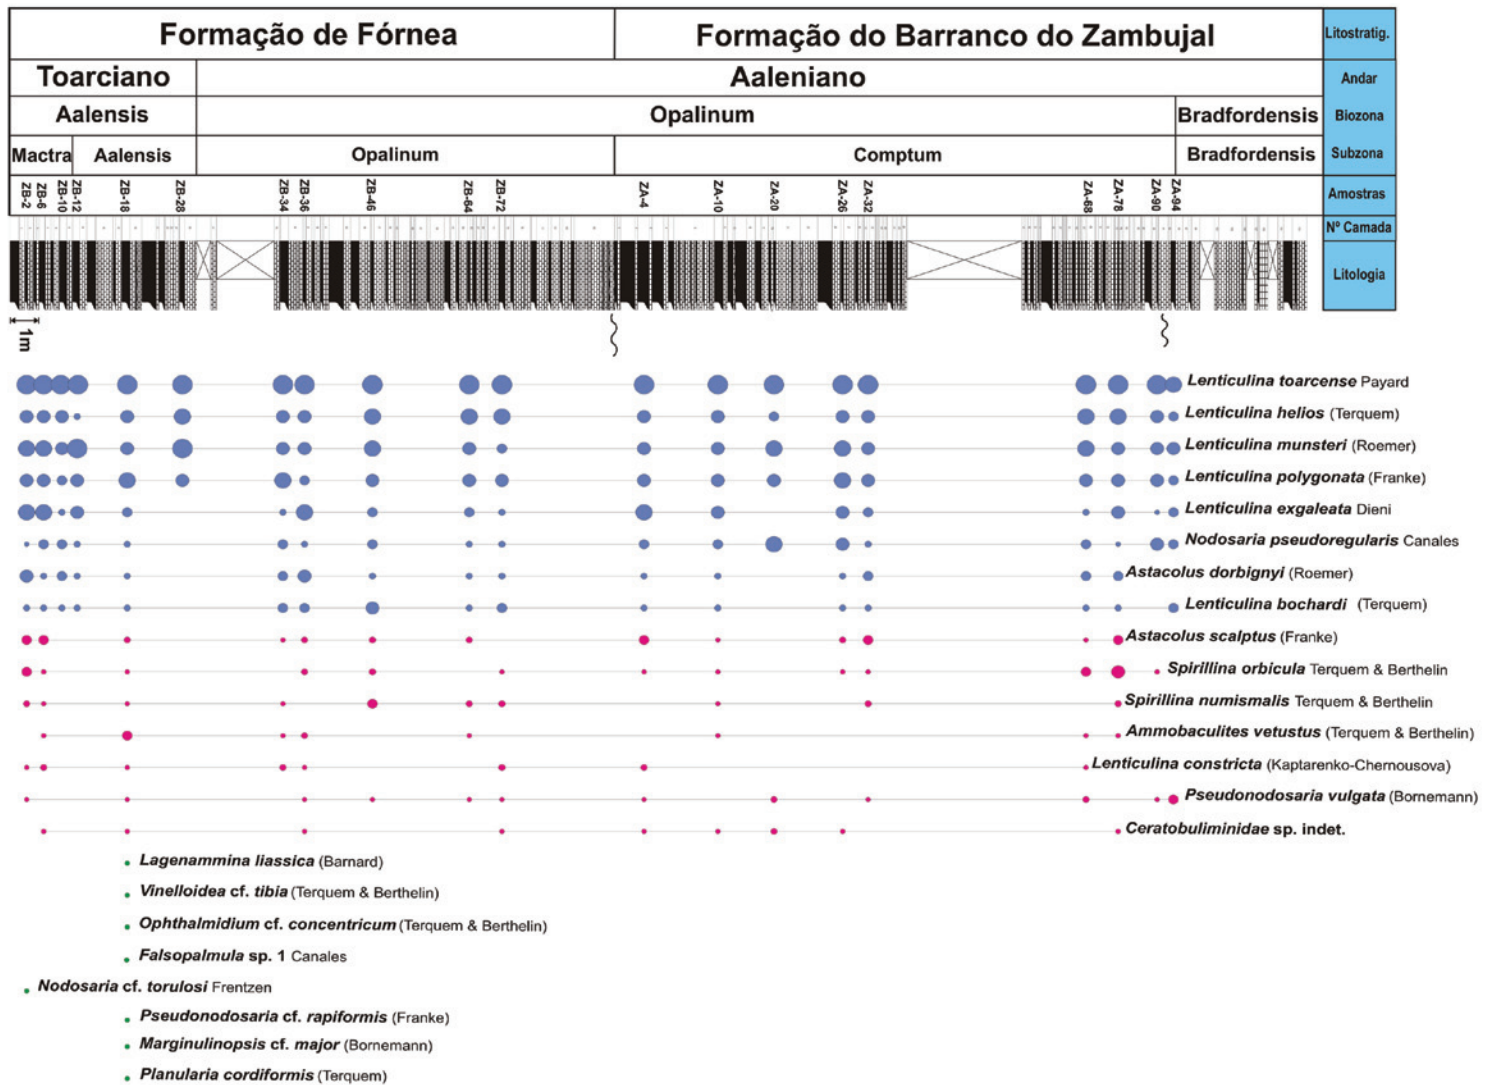 Formação de Fórnea Formação do Barranco do Zambujal Litostratig.
Toarciano Aaleniano Andar
Aalensis Opalinum Bradfordensis Biozona
Mactra Aalensis Opalinum Comptum Bradfordensis Subzona
ZB-2 ZB-6 ZB-10 ZB-12 ZB-18 ZB-28 ZB-34 ZB-36 ZB-46 ZB-64 ZB-72 ZA-4 ZA-10 ZA-20 ZA-26 ZA-32 ZA-68 ZA-78 ZA-90 ZA-94 Amostras
Nº Camada
Litologia
1m
Lenticulina toarcense Payard
Lenticulina helios (Terquem)
Lenticulina munsteri (Roemer)
Lenticulina polygonata (Franke)
Lenticulina exgaleata Dieni
Nodosaria pseudoregularis Canales
Astacolus dorbignyi (Roemer)
Lenticulina bochardi (Terquem)
Astacolus scalptus (Franke)
Spirillina orbicula Terquem & Berthelin
Spirillina numismalis Terquem & Berthelin
Ammobaculites vetustus (Terquem & Berthelin)
Lenticulina constricta (Kaptarenko-Chernousova)
Pseudonodosaria vulgata (Bornemann)
Ceratobuliminidae sp. indet.
Lagenammina liassica (Barnard)
Vinelloidea cf. tibia (Terquem & Berthelin)
Ophthalmidium cf. concentricum (Terquem & Berthelin)
Falsopalmula sp. 1 Canales
Nodosaria cf. torulosi Frentzen
Pseudonodosaria cf. rapiformis (Franke)
Marginulinopsis cf. major (Bornemann)
Planularia cordiformis (Terquem)